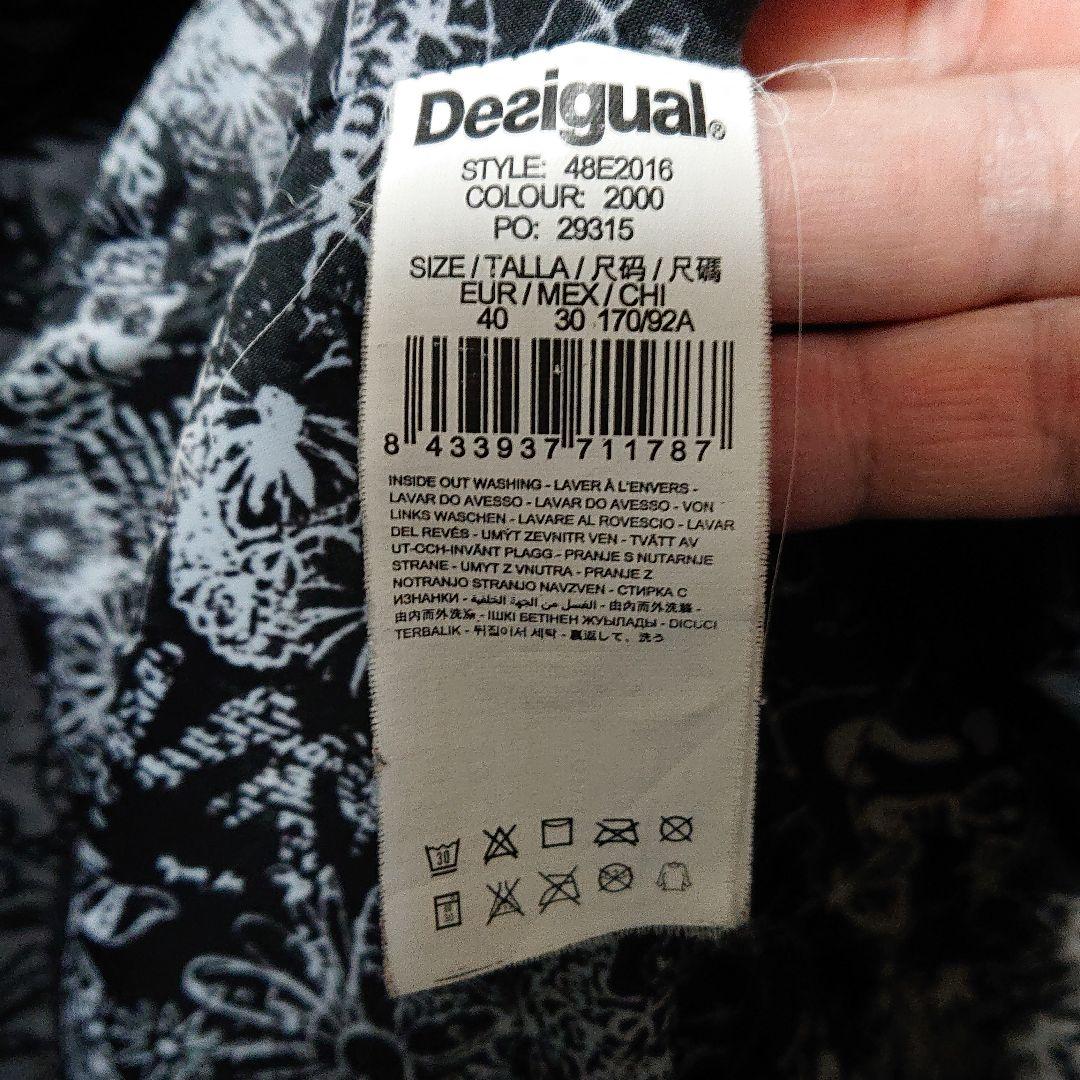 Desigual®
STYLE: 48E2016
COLOUR: 2000
PO: 29315
SIZE / TALLA / 尺码 / 尺碼
EUR / MEX / CHI
40 30 170/92A
8 433937 711787
INSIDE OUT WASHING - LAVER À L'ENVERS -
LAVAR DO AVESSO - LAVAR DO AVESSO - VON
LINKS WASCHEN - LAVARE AL ROVESCIO - LAVAR
DEL REVÉS - UMÝT ZEVNITR VEN - TVÄTT AV
UT-OCH-INVÄNT PLAGG - PRANJE S NUTARNJE
STRANE - UMYT Z VNUTRA - PRANJE Z
NOTRANJO STRANJO NAVZVEN - СТИРКА С
ИЗНАНКИ - الغسل من الجهة الخلفية - 由內而外洗滌 -
由内而外洗涤 - ІШКІ БЕТІНЕН ЖУЫЛАДЫ - DICUCI
TERBALIK - 뒤집어서 세탁 - 裏返して、洗う
30